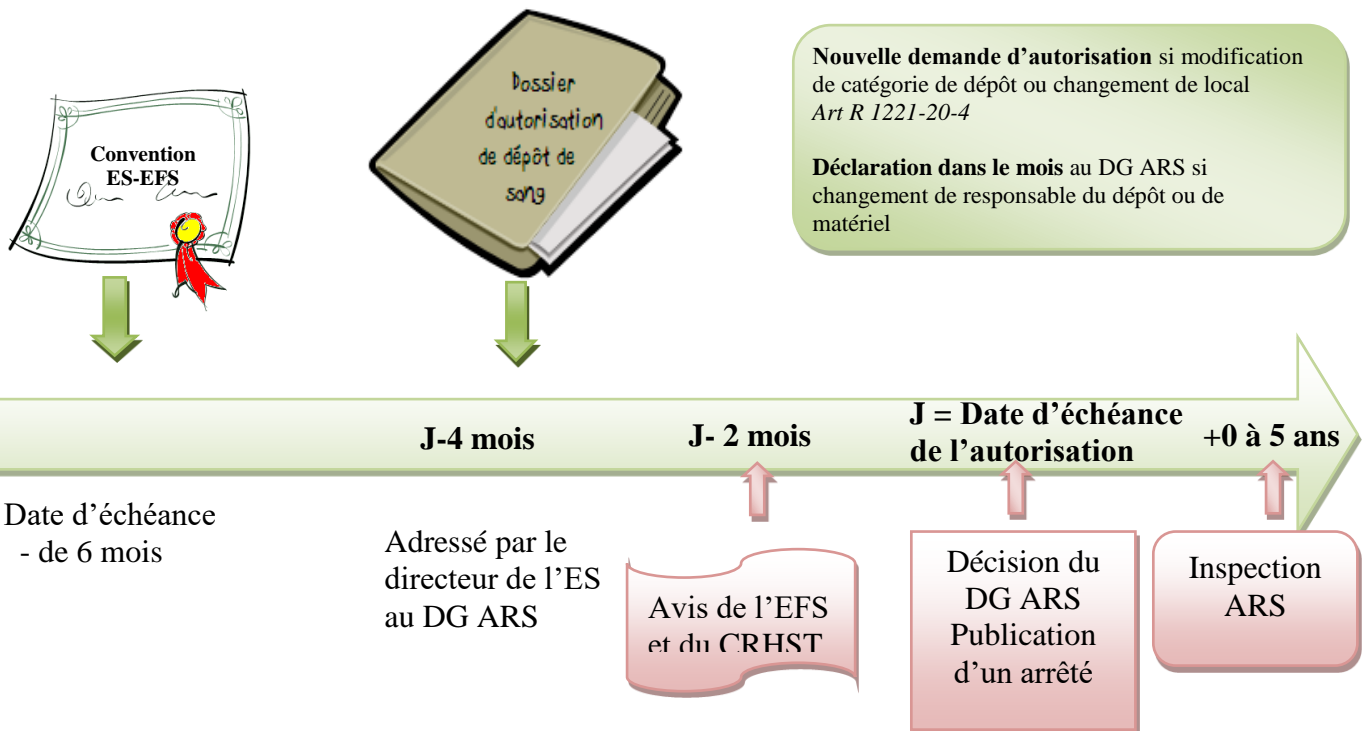 Convention
ES-EFS
Dossier
d'autorisation
de dépôt de
sang
Nouvelle demande d’autorisation si modification
de catégorie de dépôt ou changement de local
Art R 1221-20-4
Déclaration dans le mois au DG ARS si
changement de responsable du dépôt ou de
matériel
J-4 mois
J- 2 mois
J = Date d’échéance
de l’autorisation
+0 à 5 ans
Date d’échéance
- de 6 mois
Adressé par le
directeur de l’ES
au DG ARS
Avis de l’EFS
et du CRHST
Décision du
DG ARS
Publication
d’un arrêté
Inspection
ARS